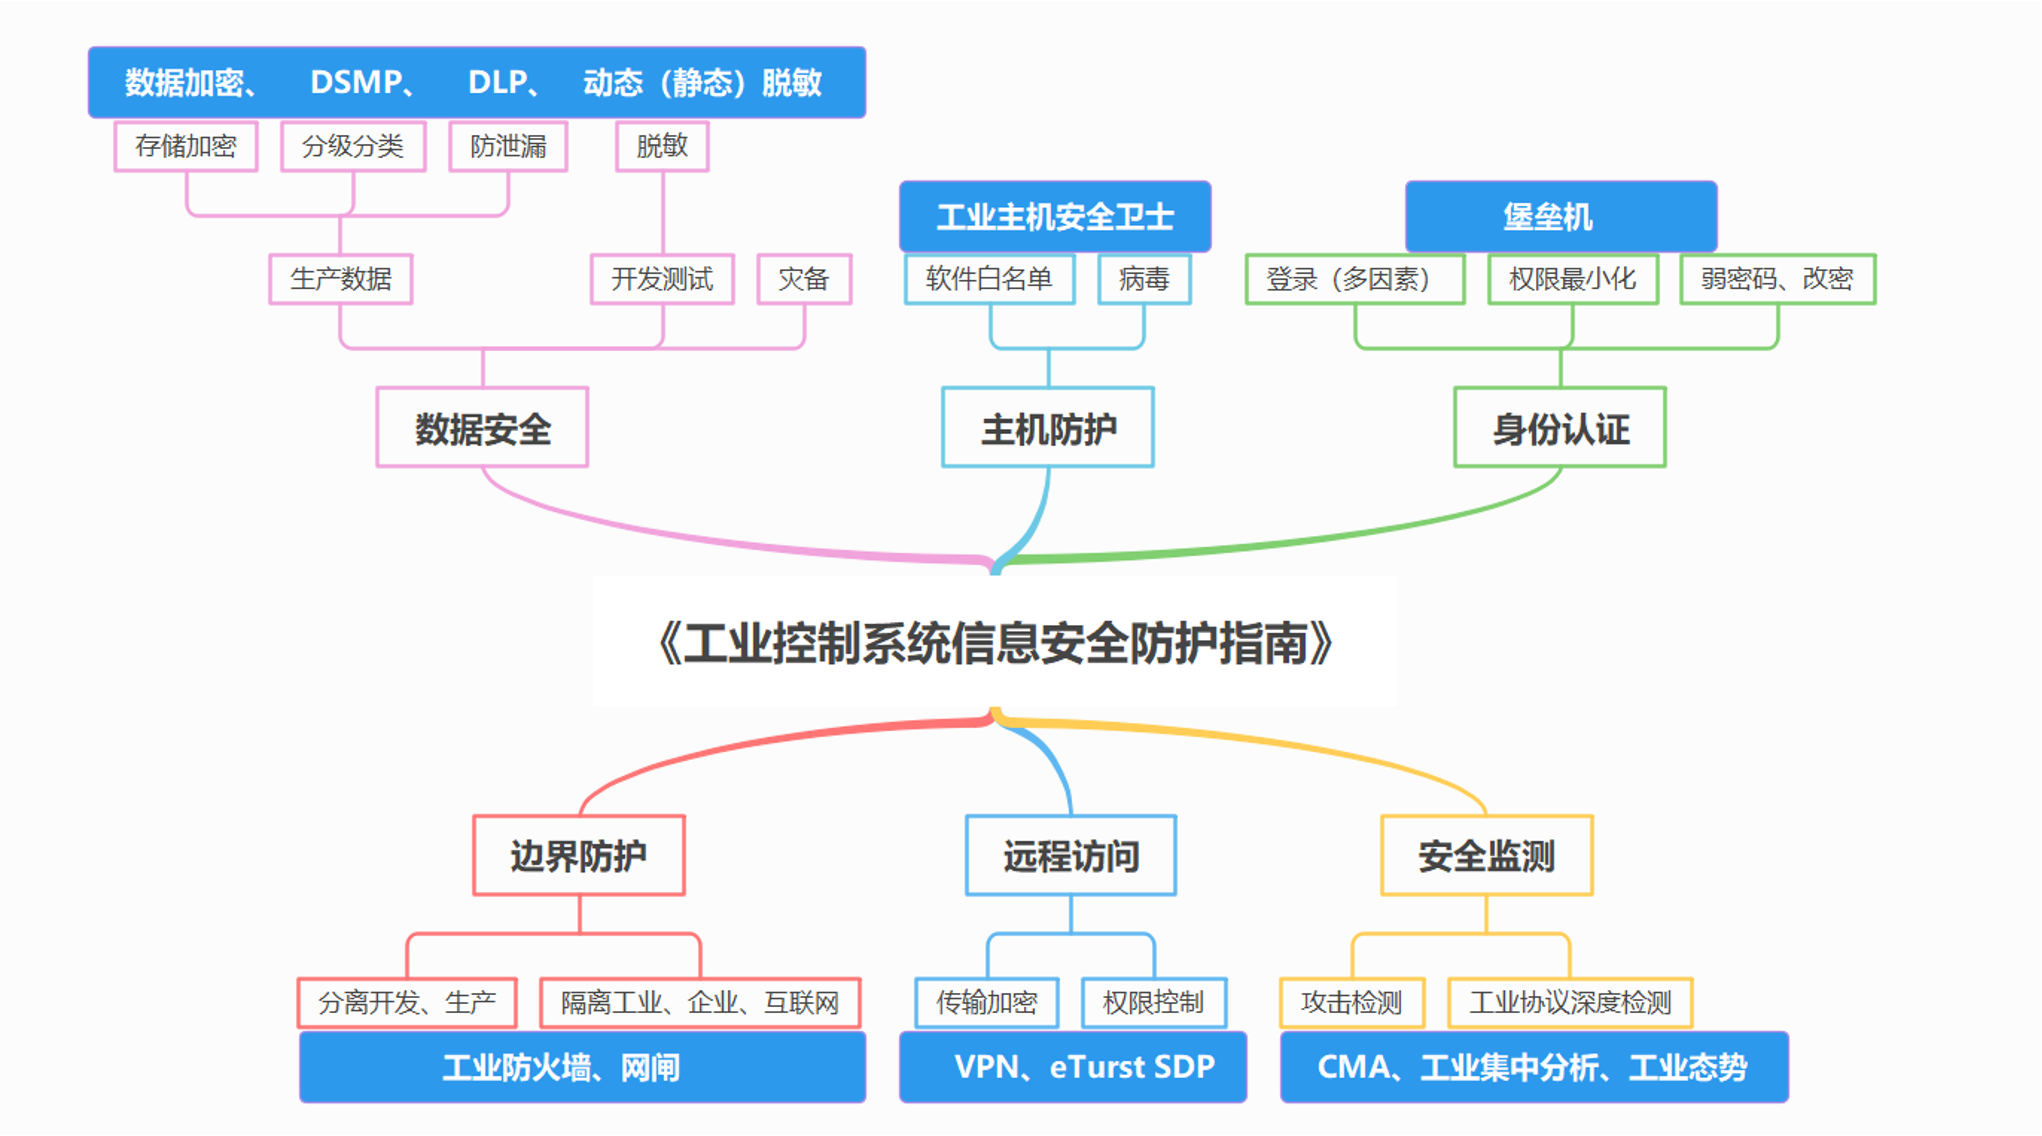 数据加密、 DSMP、 DLP、 动态（静态）脱敏
存储加密 分级分类 防泄漏 脱敏
工业主机安全卫士 堡垒机
生产数据 开发测试 灾备 软件白名单 病毒 登录（多因素） 权限最小化 弱密码、改密
数据安全 主机防护 身份认证
《工业控制系统信息安全防护指南》
边界防护 远程访问 安全监测
分离开发、生产 隔离工业、企业、互联网 传输加密 权限控制 攻击检测 工业协议深度检测
工业防火墙、网闸 VPN、eTurst SDP CMA、工业集中分析、工业态势